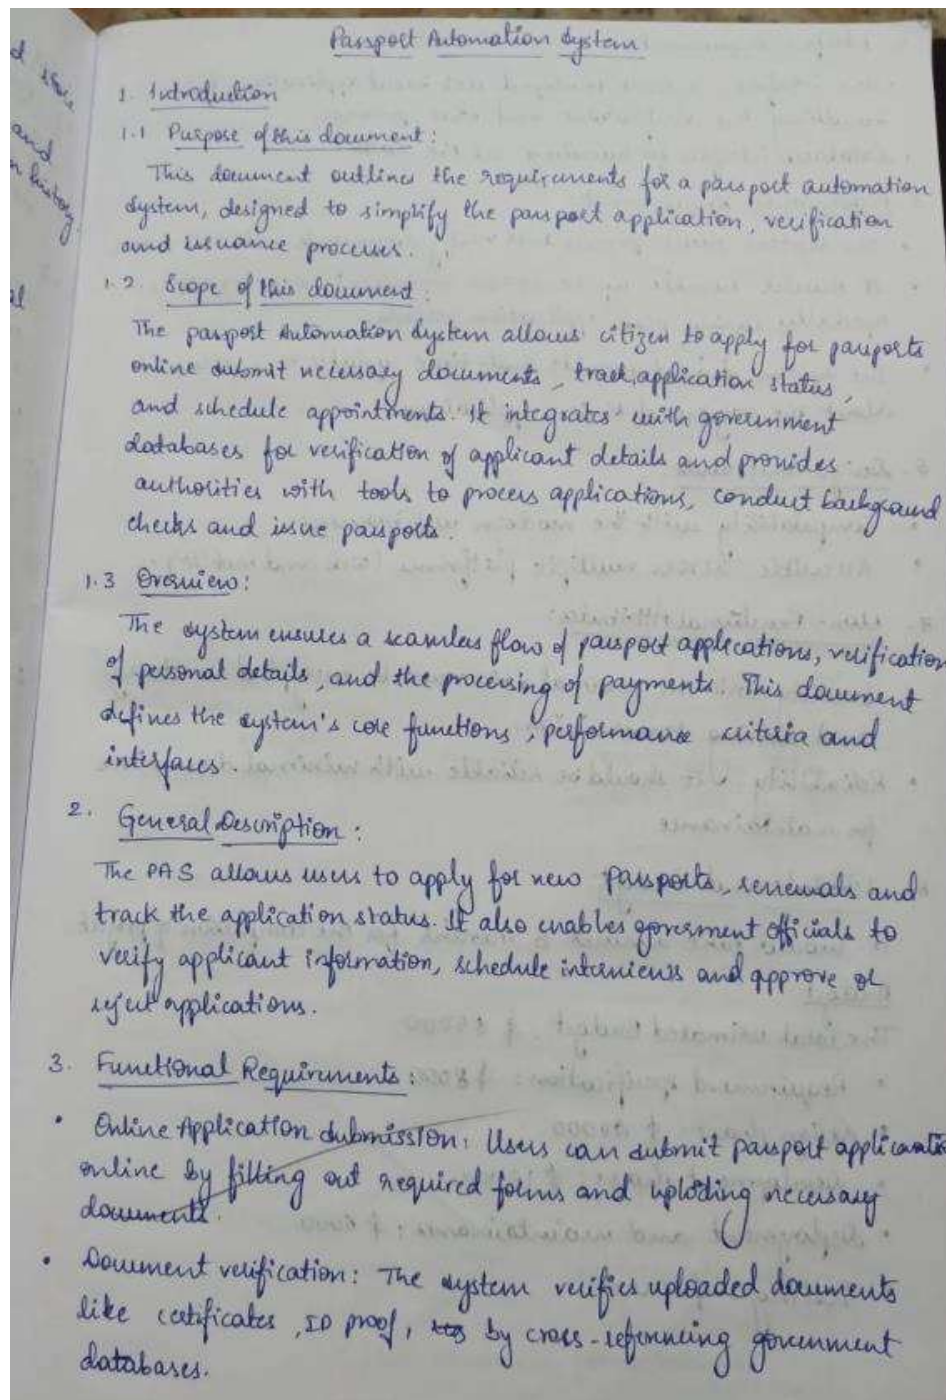 Passport Automation System
1. Introduction
1.1 Purpose of this document :
This document outlines the requirements for a passport automation
system, designed to simplify the passport application, verification
and issuance processes.
1.2 Scope of this document :
The passport Automation System allows citizen to apply for passports
online submit necessary documents, track application status,
and schedule appointments. It integrates with government
databases for verification of applicant details and provides
authorities with tools to process applications, conduct background
checks and issue passports.
1.3 Overview :
The system ensures a seamless flow of passport applications, verification
of personal details, and the processing of payments. This document
defines the system's core functions, performance criteria and
interfaces.
2. General Description :
The PAS allows users to apply for new passports, renewals and
track the application status. It also enables goverment officials to
verify applicant information, schedule interviews and approve or
reject applications.
3. Functional Requirements :
• Online Application submission : Users can submit passport application
online by filling out required forms and uploding necessary
documents.
• Document verification : The system verifies uploaded documents
like certificates, ID proof, by cross-referencing government
databases.